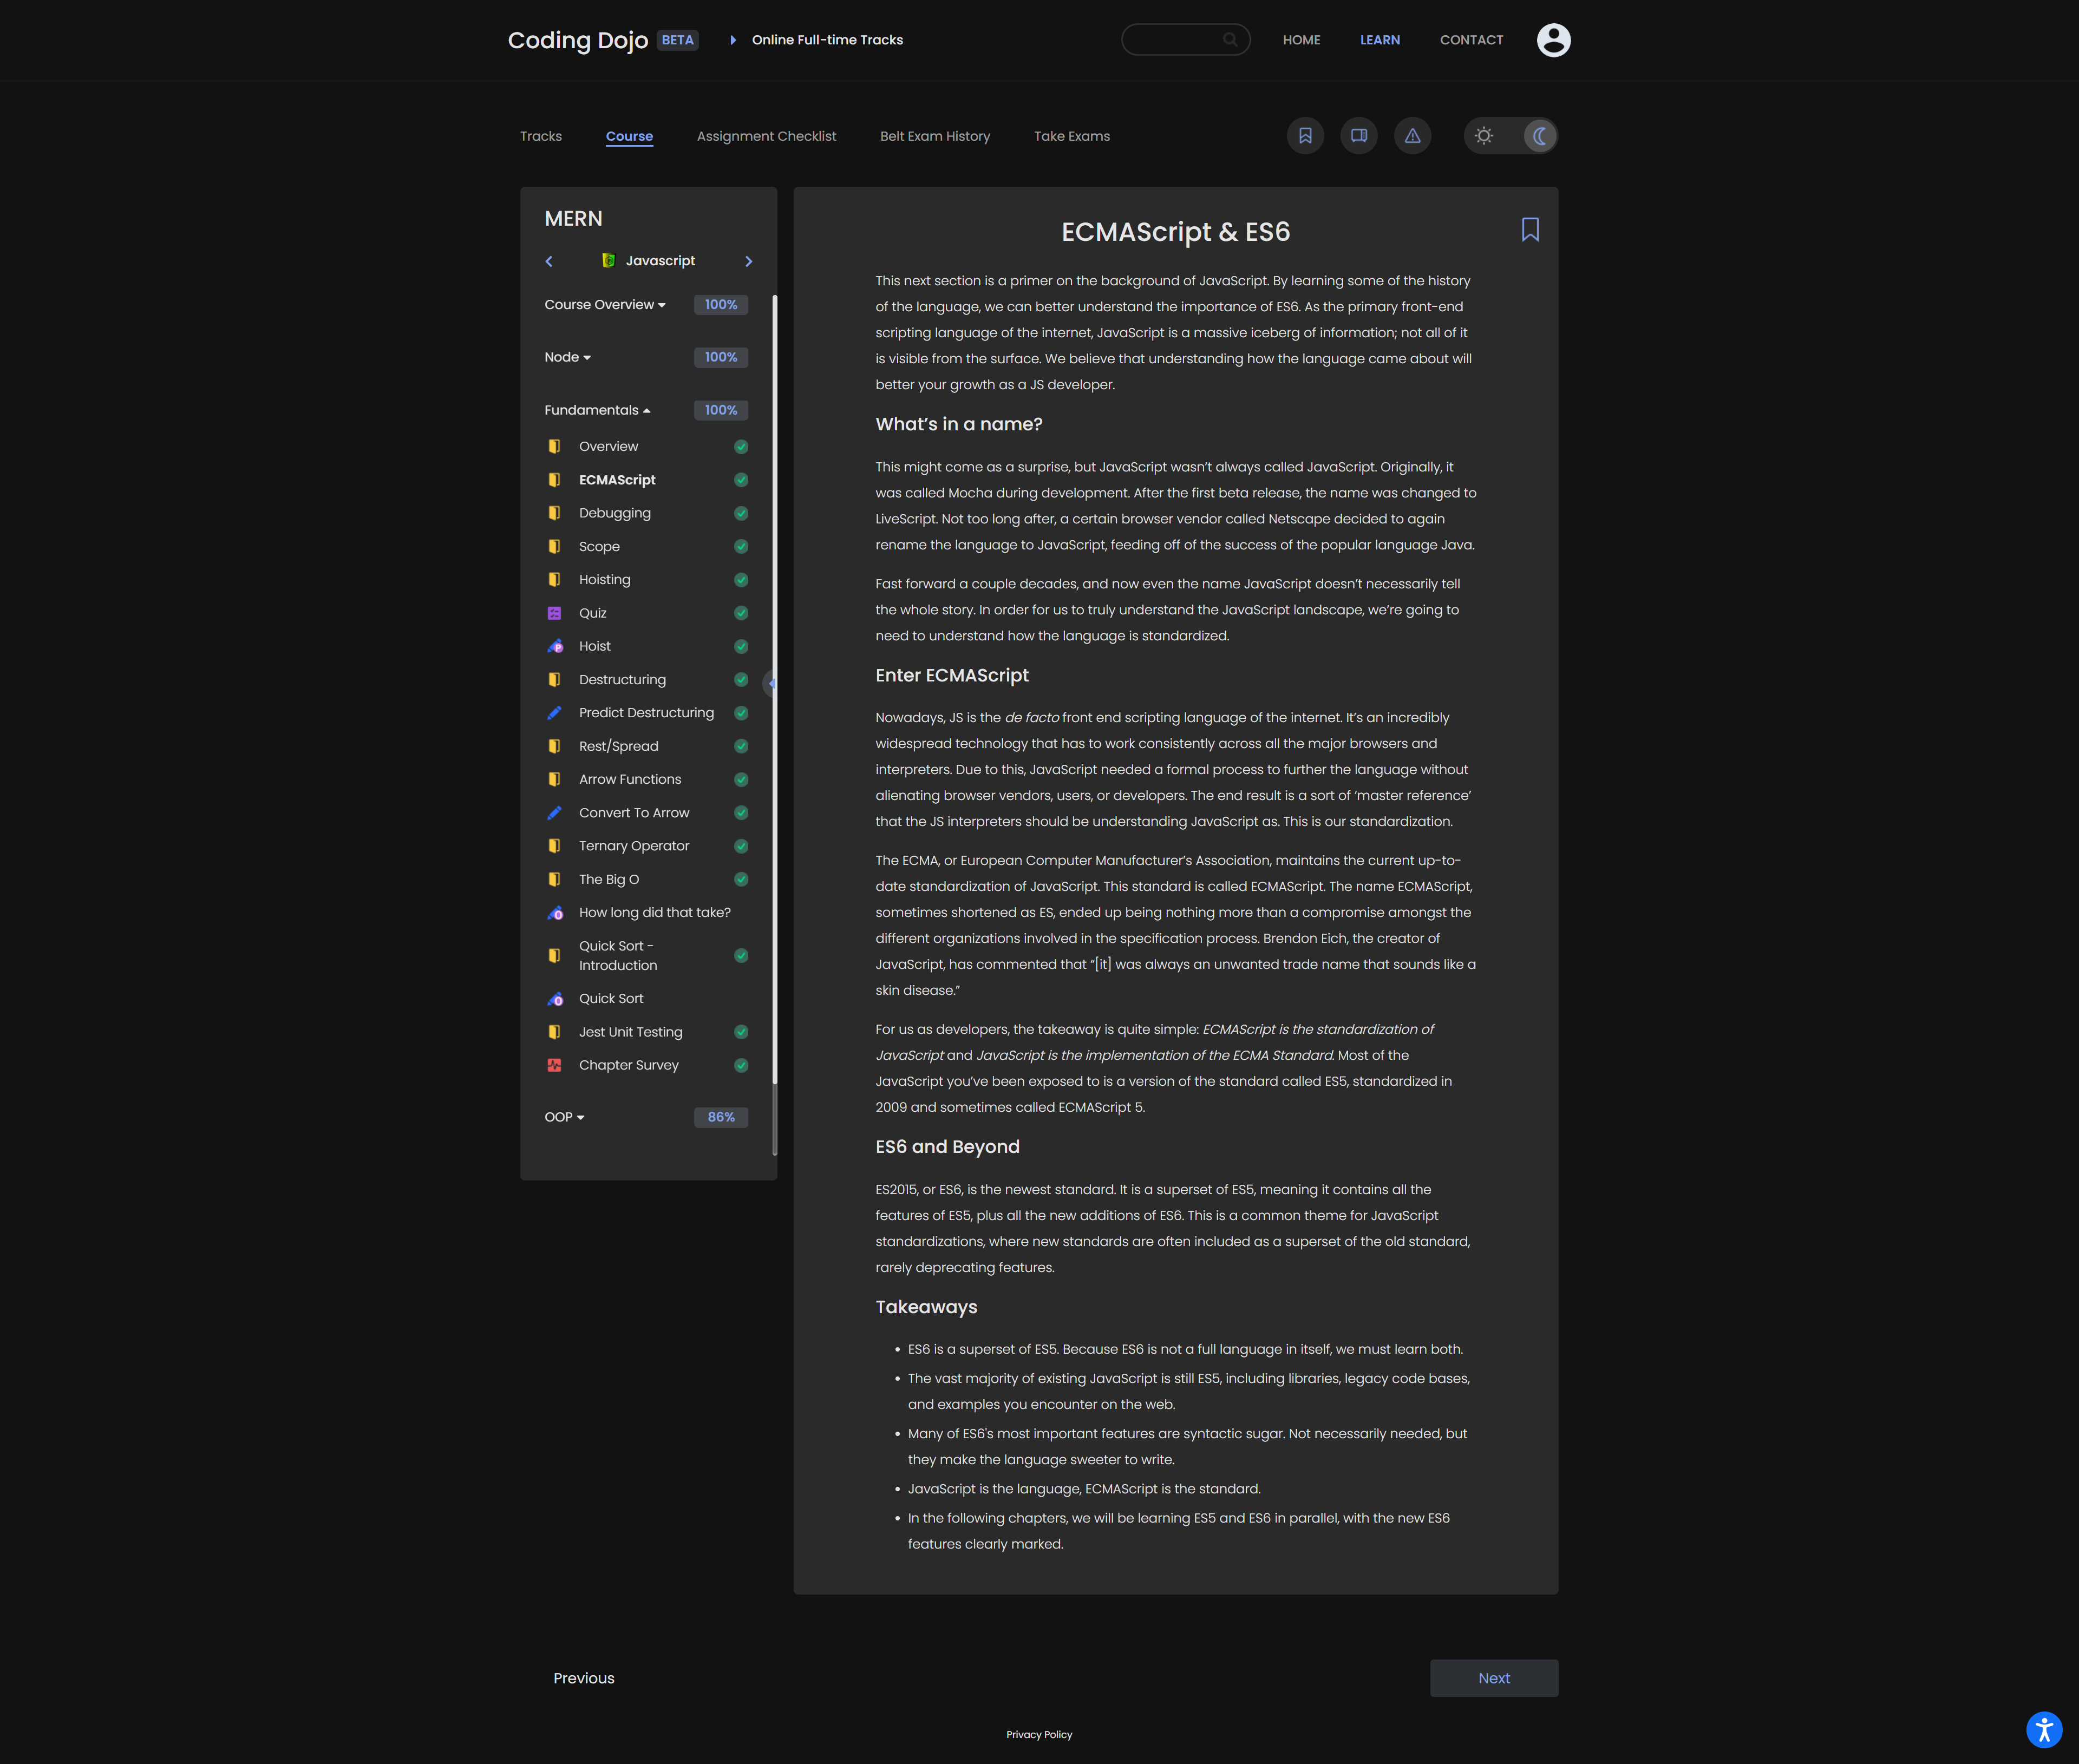 Coding Dojo BETA Online Full-time Tracks HOME LEARN CONTACT
Tracks Course Assignment Checklist Belt Exam History Take Exams
MERN
Javascript
Course Overview 100%
Node 100%
Fundamentals 100%
Overview
ECMAScript
Debugging
Scope
Hoisting
Quiz
Hoist
Destructuring
Predict Destructuring
Rest/Spread
Arrow Functions
Convert To Arrow
Ternary Operator
The Big O
How long did that take?
Quick Sort -
Introduction
Quick Sort
Jest Unit Testing
Chapter Survey
OOP 86%
ECMAScript & ES6
This next section is a primer on the background of JavaScript. By learning some of the history
of the language, we can better understand the importance of ES6. As the primary front-end
scripting language of the internet, JavaScript is a massive iceberg of information; not all of it
is visible from the surface. We believe that understanding how the language came about will
better your growth as a JS developer.
What’s in a name?
This might come as a surprise, but JavaScript wasn’t always called JavaScript. Originally, it
was called Mocha during development. After the first beta release, the name was changed to
LiveScript. Not too long after, a certain browser vendor called Netscape decided to again
rename the language to JavaScript, feeding off of the success of the popular language Java.
Fast forward a couple decades, and now even the name JavaScript doesn’t necessarily tell
the whole story. In order for us to truly understand the JavaScript landscape, we’re going to
need to understand how the language is standardized.
Enter ECMAScript
Nowadays, JS is the de facto front end scripting language of the internet. It’s an incredibly
widespread technology that has to work consistently across all the major browsers and
interpreters. Due to this, JavaScript needed a formal process to further the language without
alienating browser vendors, users, or developers. The end result is a sort of ‘master reference’
that the JS interpreters should be understanding JavaScript as. This is our standardization.
The ECMA, or European Computer Manufacturer’s Association, maintains the current up-to-
date standardization of JavaScript. This standard is called ECMAScript. The name ECMAScript,
sometimes shortened as ES, ended up being nothing more than a compromise amongst the
different organizations involved in the specification process. Brendon Eich, the creator of
JavaScript, has commented that “[it] was always an unwanted trade name that sounds like a
skin disease.”
For us as developers, the takeaway is quite simple: ECMAScript is the standardization of
JavaScript and JavaScript is the implementation of the ECMA Standard. Most of the
JavaScript you’ve been exposed to is a version of the standard called ES5, standardized in
2009 and sometimes called ECMAScript 5.
ES6 and Beyond
ES2015, or ES6, is the newest standard. It is a superset of ES5, meaning it contains all the
features of ES5, plus all the new additions of ES6. This is a common theme for JavaScript
standardizations, where new standards are often included as a superset of the old standard,
rarely deprecating features.
Takeaways
• ES6 is a superset of ES5. Because ES6 is not a full language in itself, we must learn both.
• The vast majority of existing JavaScript is still ES5, including libraries, legacy code bases,
and examples you encounter on the web.
• Many of ES6's most important features are syntactic sugar. Not necessarily needed, but
they make the language sweeter to write.
• JavaScript is the language, ECMAScript is the standard.
• In the following chapters, we will be learning ES5 and ES6 in parallel, with the new ES6
features clearly marked.
Previous Next
Privacy Policy